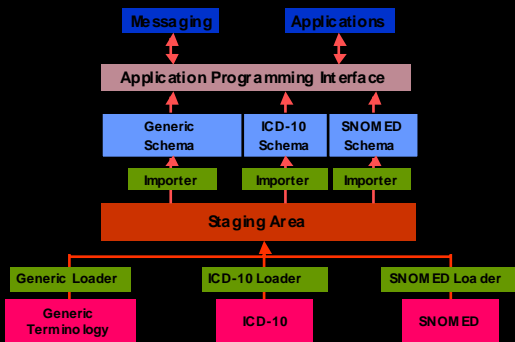 Messaging
Applications
Application Programming Interface
Generic
Schema
ICD-10
Schema
SNOMED
Schema
Importer
Importer
Importer
Staging Area
Generic Loader
ICD-10 Loader
SNOMED Loader
Generic
Terminology
ICD-10
SNOMED